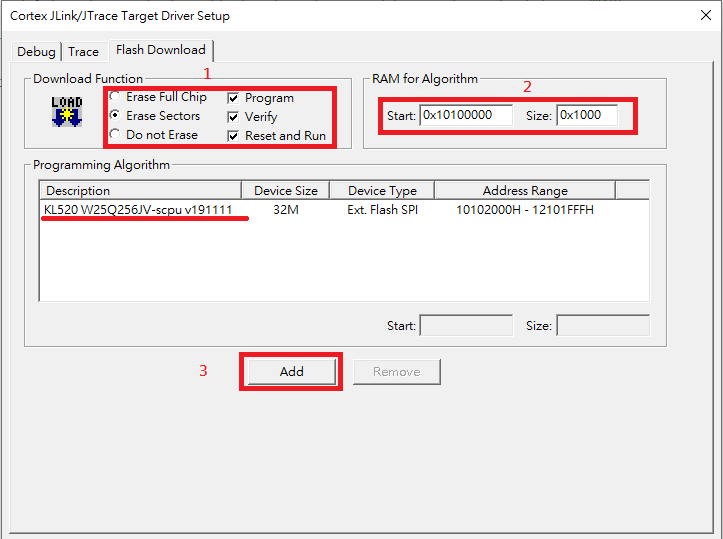 Cortex JLink/JTrace Target Driver Setup
Debug Trace Flash Download
Download Function
1
LOAD
Erase Full Chip
Program
Erase Sectors
Verify
Do not Erase
Reset and Run
RAM for Algorithm
2
Start: 0x10100000 Size: 0x1000
Programming Algorithm
Description Device Size Device Type Address Range
KL520 W25Q256JV-scpu v191111 32M Ext. Flash SPI 10102000H - 12101FFFH
Start: Size:
3 Add Remove